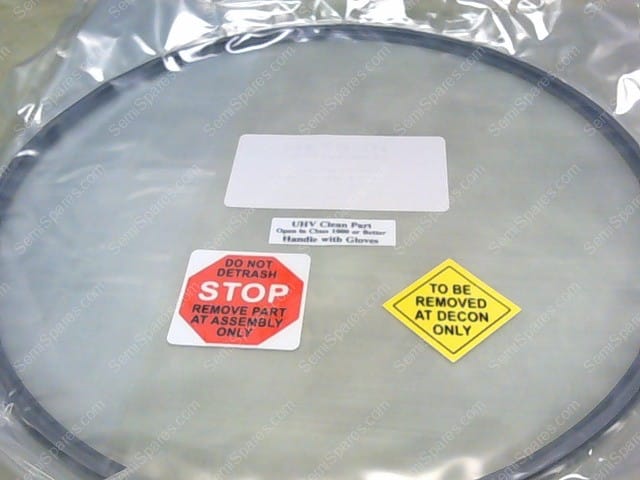 UHV Clean Part
Open in Class 1000 or Better
Handle with Gloves
DO NOT
DETRASH
STOP
REMOVE PART
AT ASSEMBLY
ONLY
TO BE
REMOVED
AT DECON
ONLY
SemiSpares.com